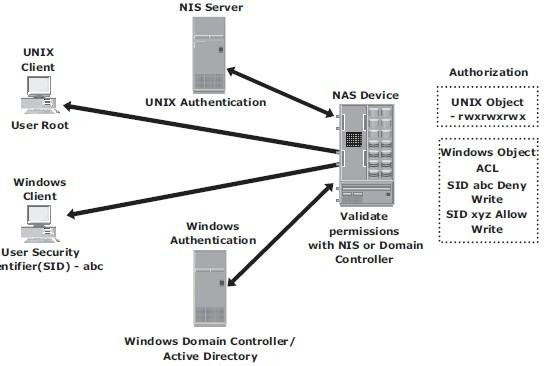 NIS Server
UNIX
Client
UNIX Authentication
User Root
NAS Device
Authorization
UNIX Object
- rwxrwxrwx
Windows Object
ACL
SID abc Deny
Write
SID xyz Allow
Write
Windows
Client
User Security
entifier(SID) - abc
Windows
Authentication
Validate
permissions
with NIS or Domain
Controller
Windows Domain Controller/
Active Directory